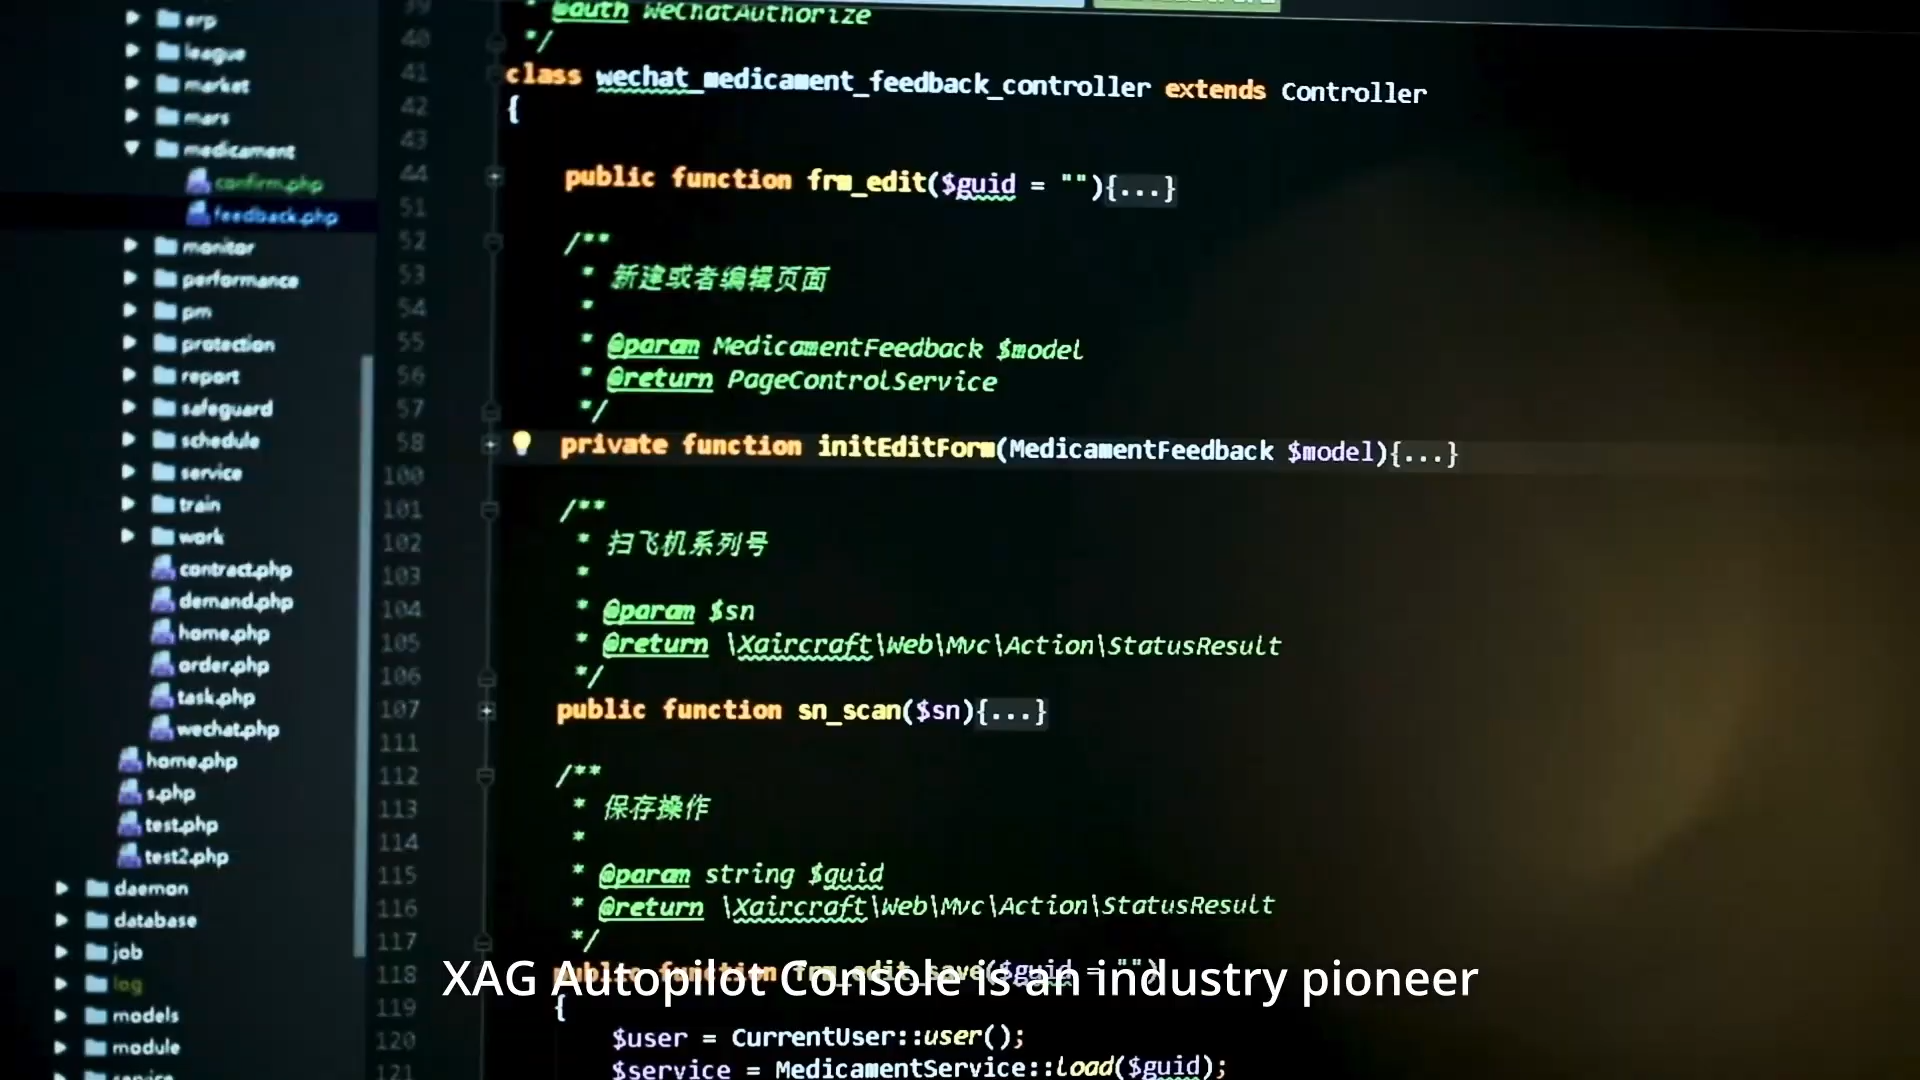 erp
league
market
mars
medicament
confirm.php
feedback.php
monitor
performance
pm
protection
report
safeguard
schedule
service
train
work
contract.php
demand.php
home.php
order.php
task.php
wechat.php
home.php
s.php
test.php
test2.php
daemon
database
job
log
models
module
service
39 * @auth WeChatAuthorize
40 */
41 class wechat_medicament_feedback_controller extends Controller
42 {
43
44 public function frm_edit($guid = ""){...}
51
52 /**
53 * 新建或者编辑页面
54 *
55 * @param MedicamentFeedback $model
56 * @return PageControlService
57 */
58 private function initEditForm(MedicamentFeedback $model){...}
100
101 /**
102 * 扫飞机系列号
103 *
104 * @param $sn
105 * @return \Xaircraft\Web\Mvc\Action\StatusResult
106 */
107 public function sn_scan($sn){...}
111
112 /**
113 * 保存操作
114 *
115 * @param string $guid
116 * @return \Xaircraft\Web\Mvc\Action\StatusResult
117 */
118 public function frm_edit_save($guid = "")
119 {
120 $user = CurrentUser::user();
121 $service = MedicamentService::load($guid);
XAG Autopilot Console is an industry pioneer